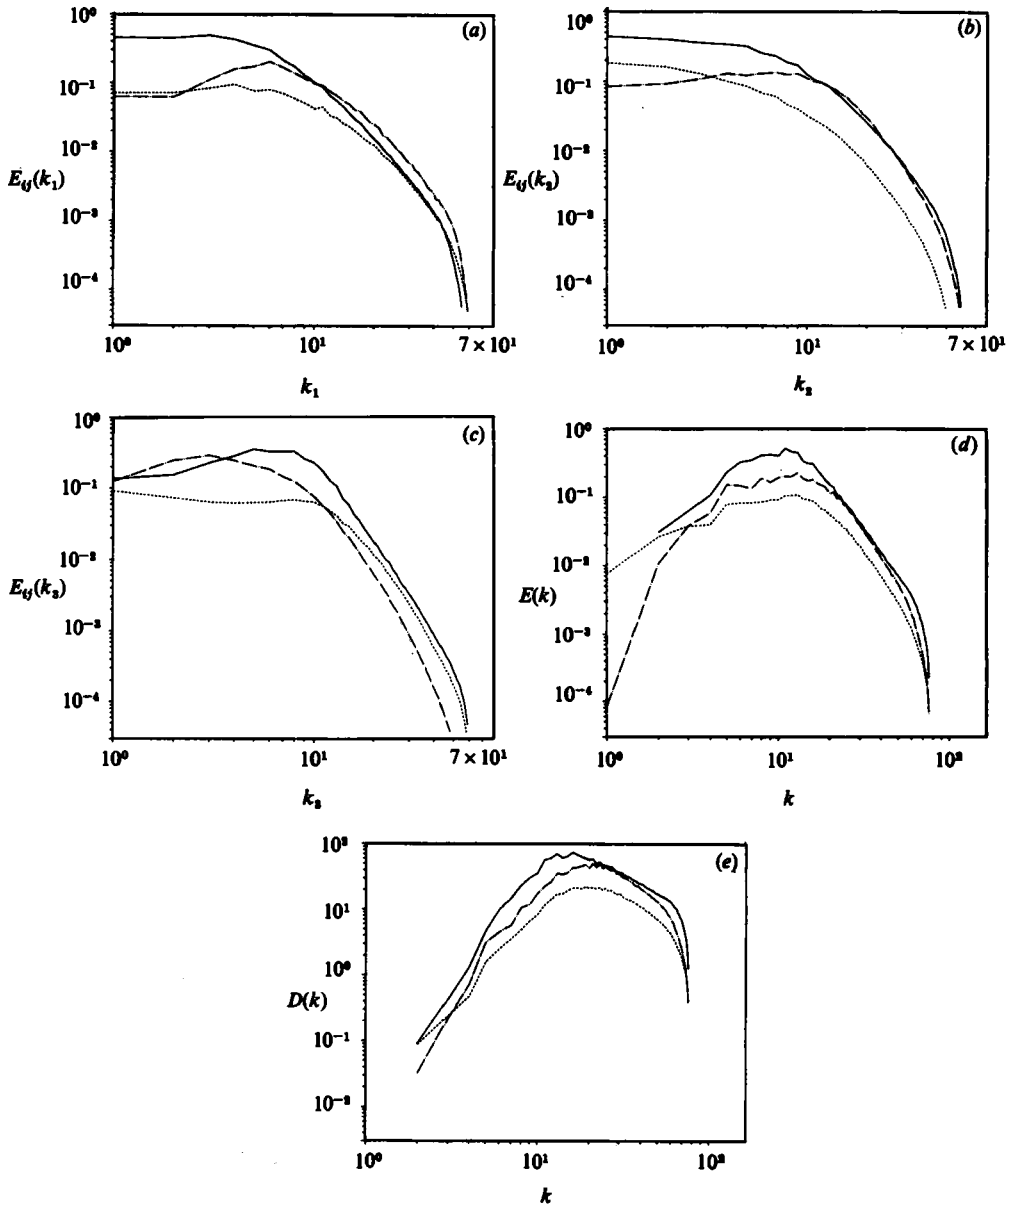 (a)
10⁰
10⁻¹
10⁻²
10⁻³
10⁻⁴
E_ij(k₁)
10⁰ 10¹ 7 × 10¹
k₁
(b)
10⁰
10⁻¹
10⁻²
10⁻³
10⁻⁴
E_ij(k₂)
10⁰ 10¹ 7 × 10¹
k₂
(c)
10⁰
10⁻¹
10⁻²
10⁻³
10⁻⁴
E_ij(k₃)
10⁰ 10¹ 7 × 10¹
k₃
(d)
10⁰
10⁻¹
10⁻²
10⁻³
10⁻⁴
E(k)
10⁰ 10¹ 10²
k
(e)
10²
10¹
10⁰
10⁻¹
10⁻²
D(k)
10⁰ 10¹ 10²
k